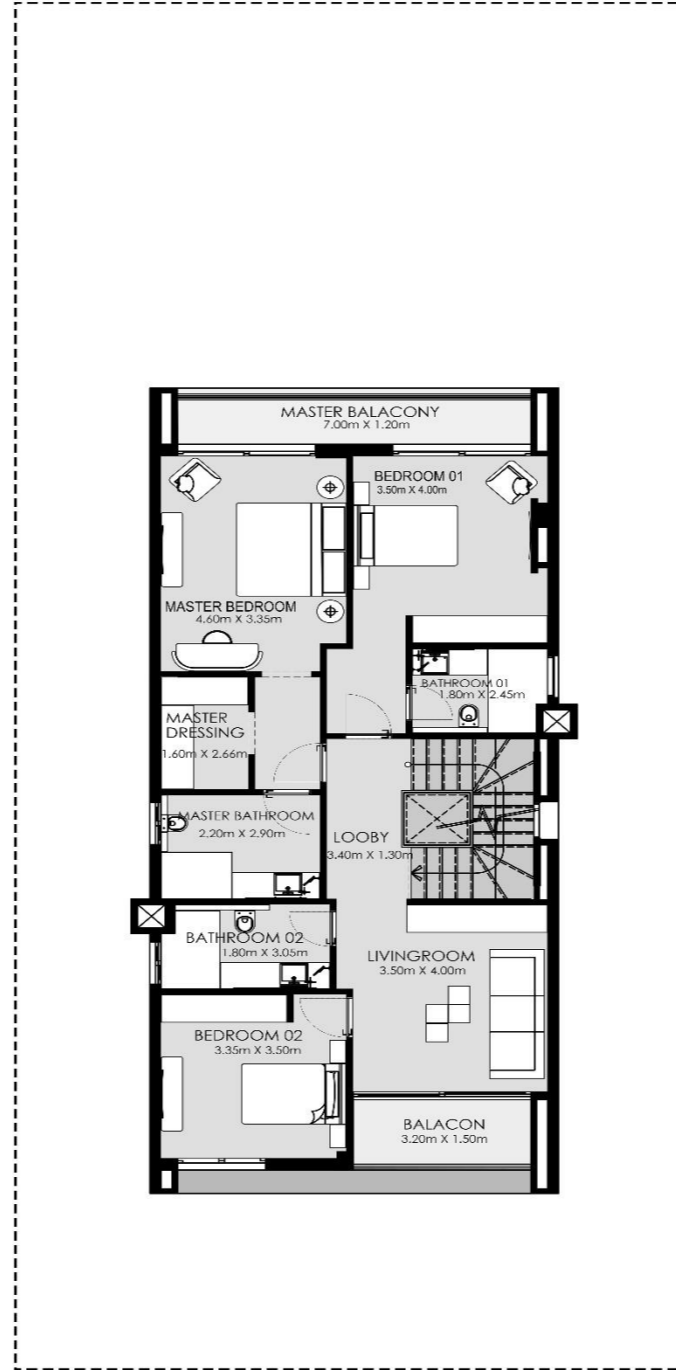 MASTER BALACONY
7.00m X 1.20m
BEDROOM 01
3.50m X 4.00m
MASTER BEDROOM
4.60m X 3.35m
BATHROOM 01
1.80m X 2.45m
MASTER
DRESSING
1.60m X 2.66m
MASTER BATHROOM
2.20m X 2.90m
LOOBY
3.40m X 1.30m
BATHROOM 02
1.80m X 3.05m
LIVINGROOM
3.50m X 4.00m
BEDROOM 02
3.35m X 3.50m
BALACON
3.20m X 1.50m